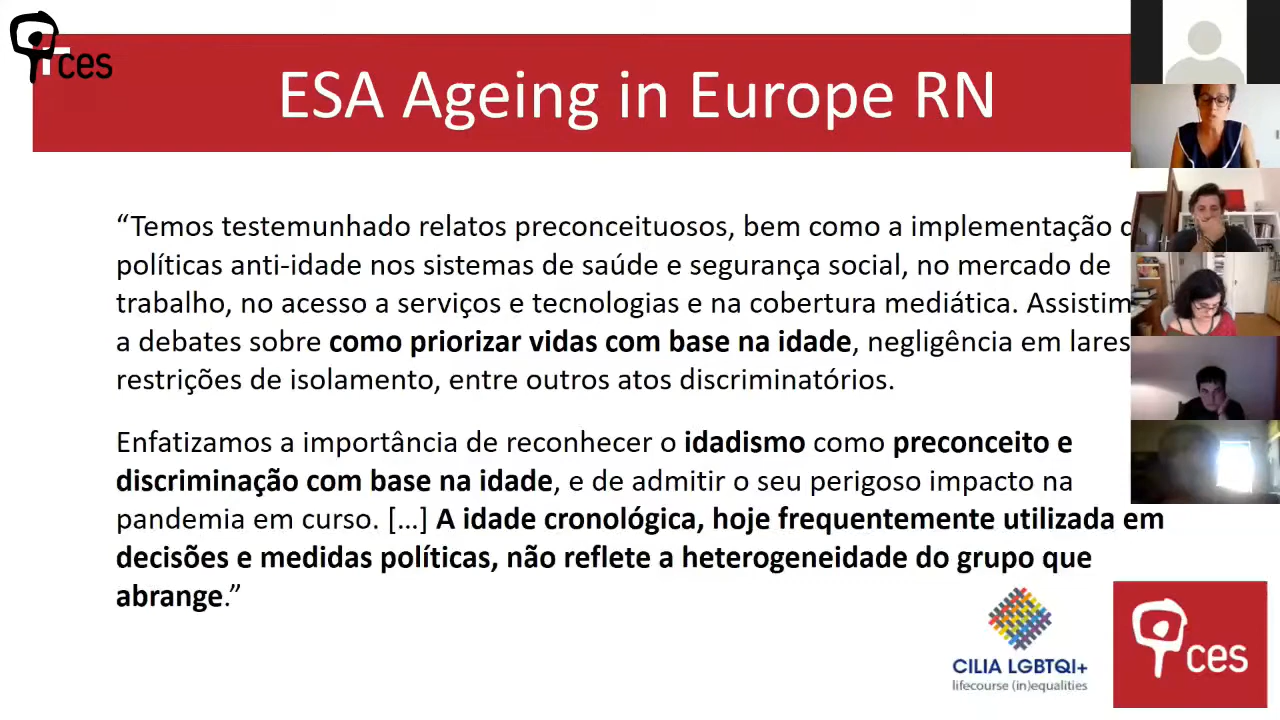 ces
ESA Ageing in Europe RN
“Temos testemunhado relatos preconceituosos, bem como a implementação
políticas anti-idade nos sistemas de saúde e segurança social, no mercado de
trabalho, no acesso a serviços e tecnologias e na cobertura mediática. Assistim
a debates sobre como priorizar vidas com base na idade, negligência em lares
restrições de isolamento, entre outros atos discriminatórios.
Enfatizamos a importância de reconhecer o idadismo como preconceito e
discriminação com base na idade, e de admitir o seu perigoso impacto na
pandemia em curso. [...] A idade cronológica, hoje frequentemente utilizada em
decisões e medidas políticas, não reflete a heterogeneidade do grupo que
abrange.”
CILIA LGBTQI+
lifecourse (in)equalities
ces